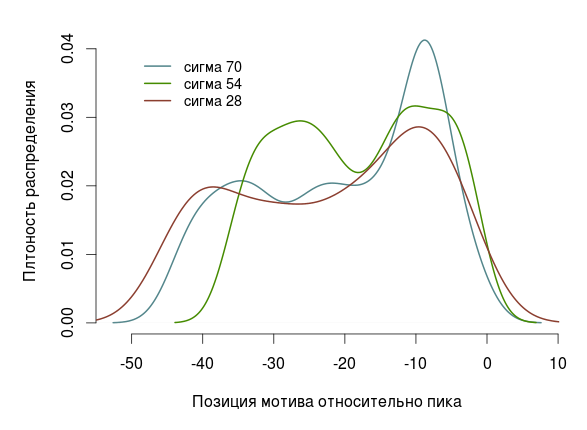 0.04
0.03
0.02
0.01
0.00
Плтоность распределения
сигма 70
сигма 54
сигма 28
-50 -40 -30 -20 -10 0 10
Позиция мотива относительно пика